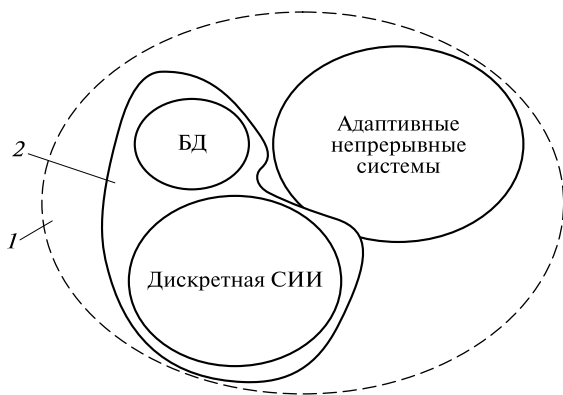 Адаптивные
непрерывные
системы
БД
2
1
Дискретная СИИ